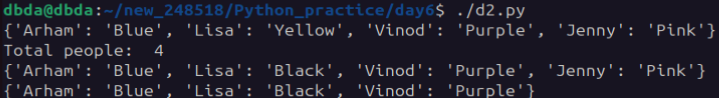 dbda@dbda:~/new_248518/Python_practice/day6$ ./d2.py
{'Arham': 'Blue', 'Lisa': 'Yellow', 'Vinod': 'Purple', 'Jenny': 'Pink'}
Total people:  4
{'Arham': 'Blue', 'Lisa': 'Black', 'Vinod': 'Purple', 'Jenny': 'Pink'}
{'Arham': 'Blue', 'Lisa': 'Black', 'Vinod': 'Purple'}